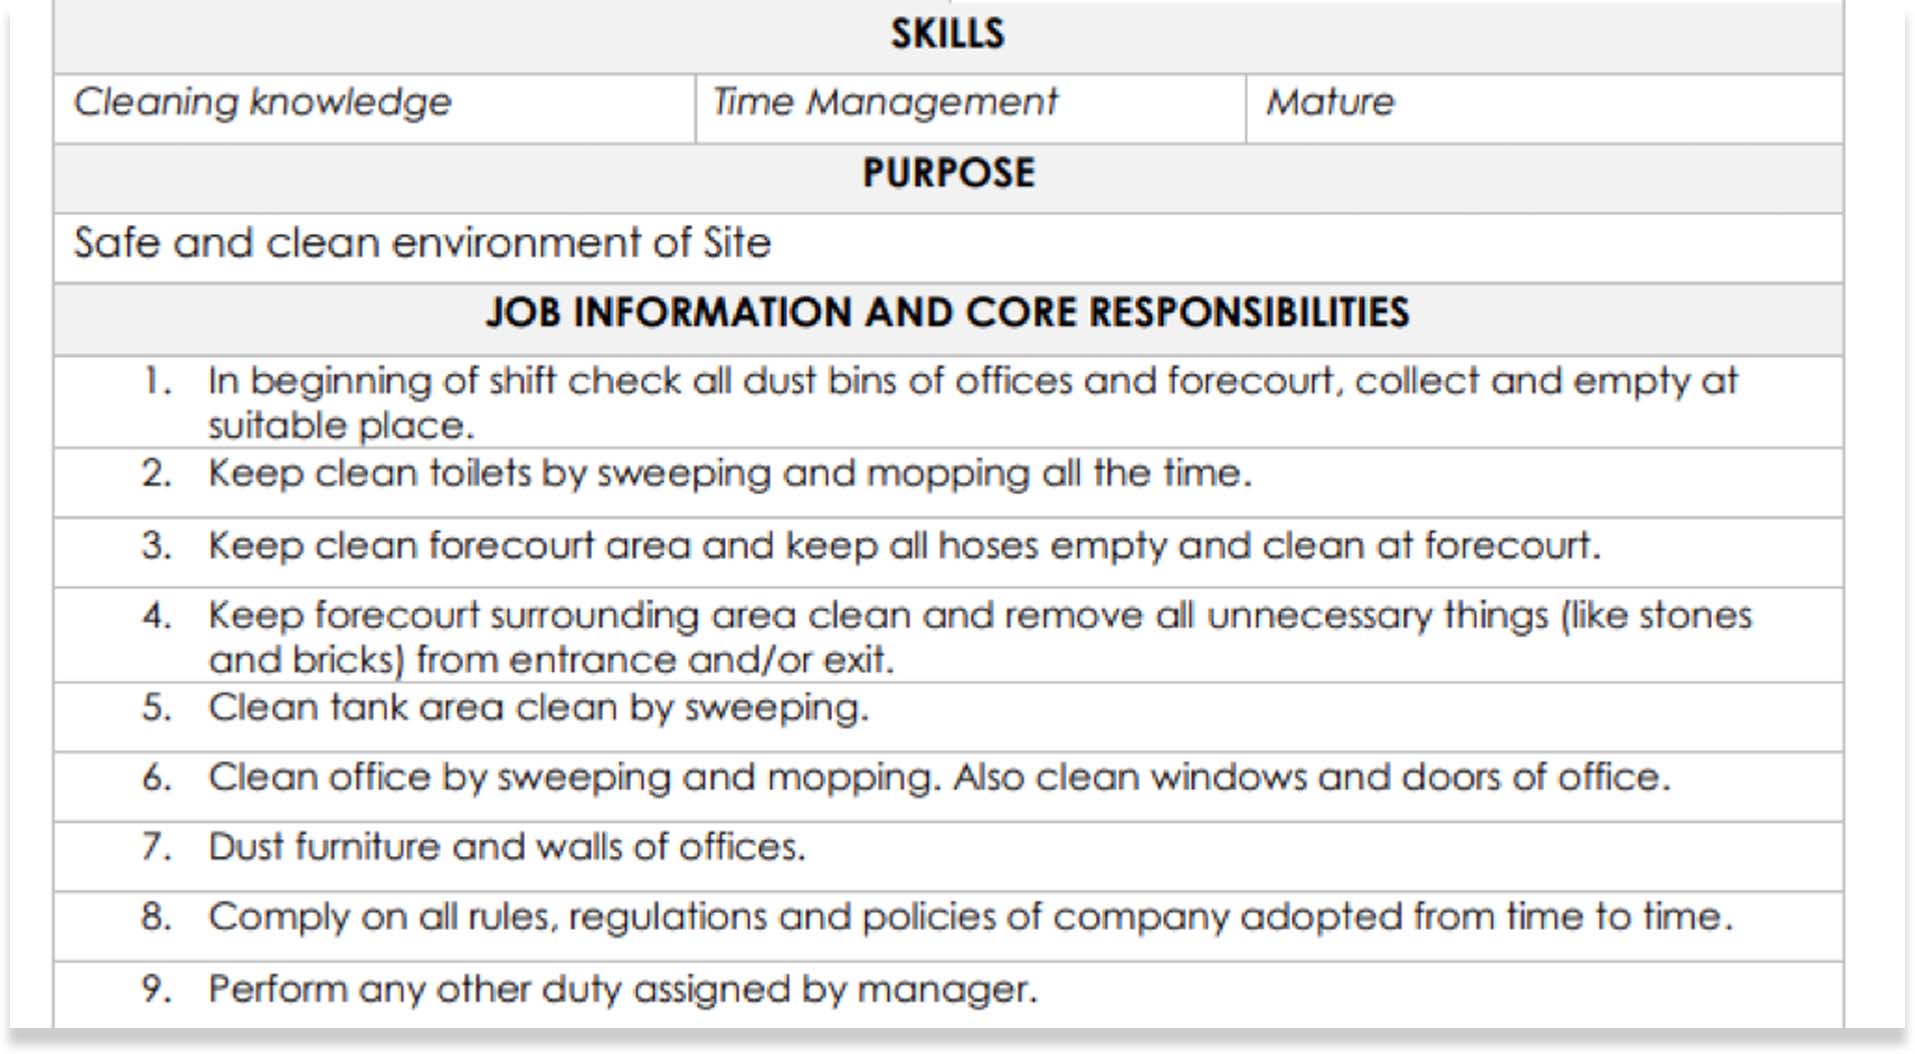 SKILLS
Cleaning knowledge
Time Management
Mature
PURPOSE
Safe and clean environment of Site
JOB INFORMATION AND CORE RESPONSIBILITIES
1. In beginning of shift check all dust bins of offices and forecourt, collect and empty at
suitable place.
2. Keep clean toilets by sweeping and mopping all the time.
3. Keep clean forecourt area and keep all hoses empty and clean at forecourt.
4. Keep forecourt surrounding area clean and remove all unnecessary things (like stones
and bricks) from entrance and/or exit.
5. Clean tank area clean by sweeping.
6. Clean office by sweeping and mopping. Also clean windows and doors of office.
7. Dust furniture and walls of offices.
8. Comply on all rules, regulations and policies of company adopted from time to time.
9. Perform any other duty assigned by manager.